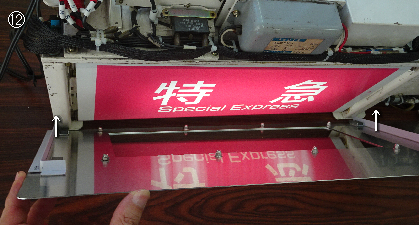 ⑫
特急
Special Express